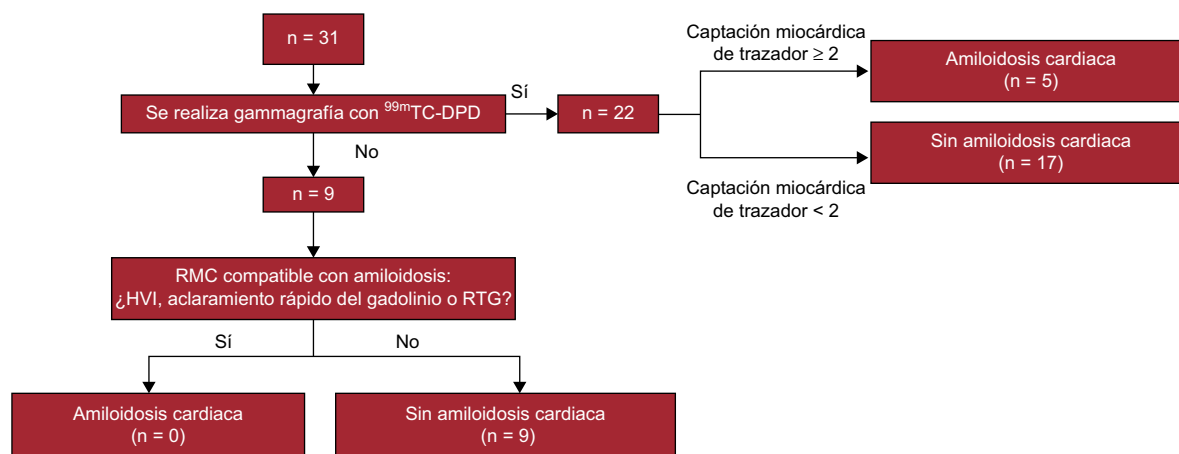 n = 31
Se realiza gammagrafía con 99mTC-DPD
Sí
n = 22
Captación miocárdica
de trazador ≥ 2
Amiloidosis cardiaca
(n = 5)
Sin amiloidosis cardiaca
(n = 17)
Captación miocárdica
de trazador < 2
No
n = 9
RMC compatible con amiloidosis:
¿HVI, aclaramiento rápido del gadolinio o RTG?
Sí
No
Amiloidosis cardiaca
(n = 0)
Sin amiloidosis cardiaca
(n = 9)